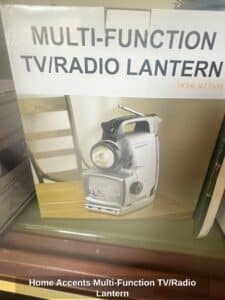 MULTI-FUNCTION
TV/RADIO LANTERN
Home Accents Multi-Function TV/Radio
Lantern